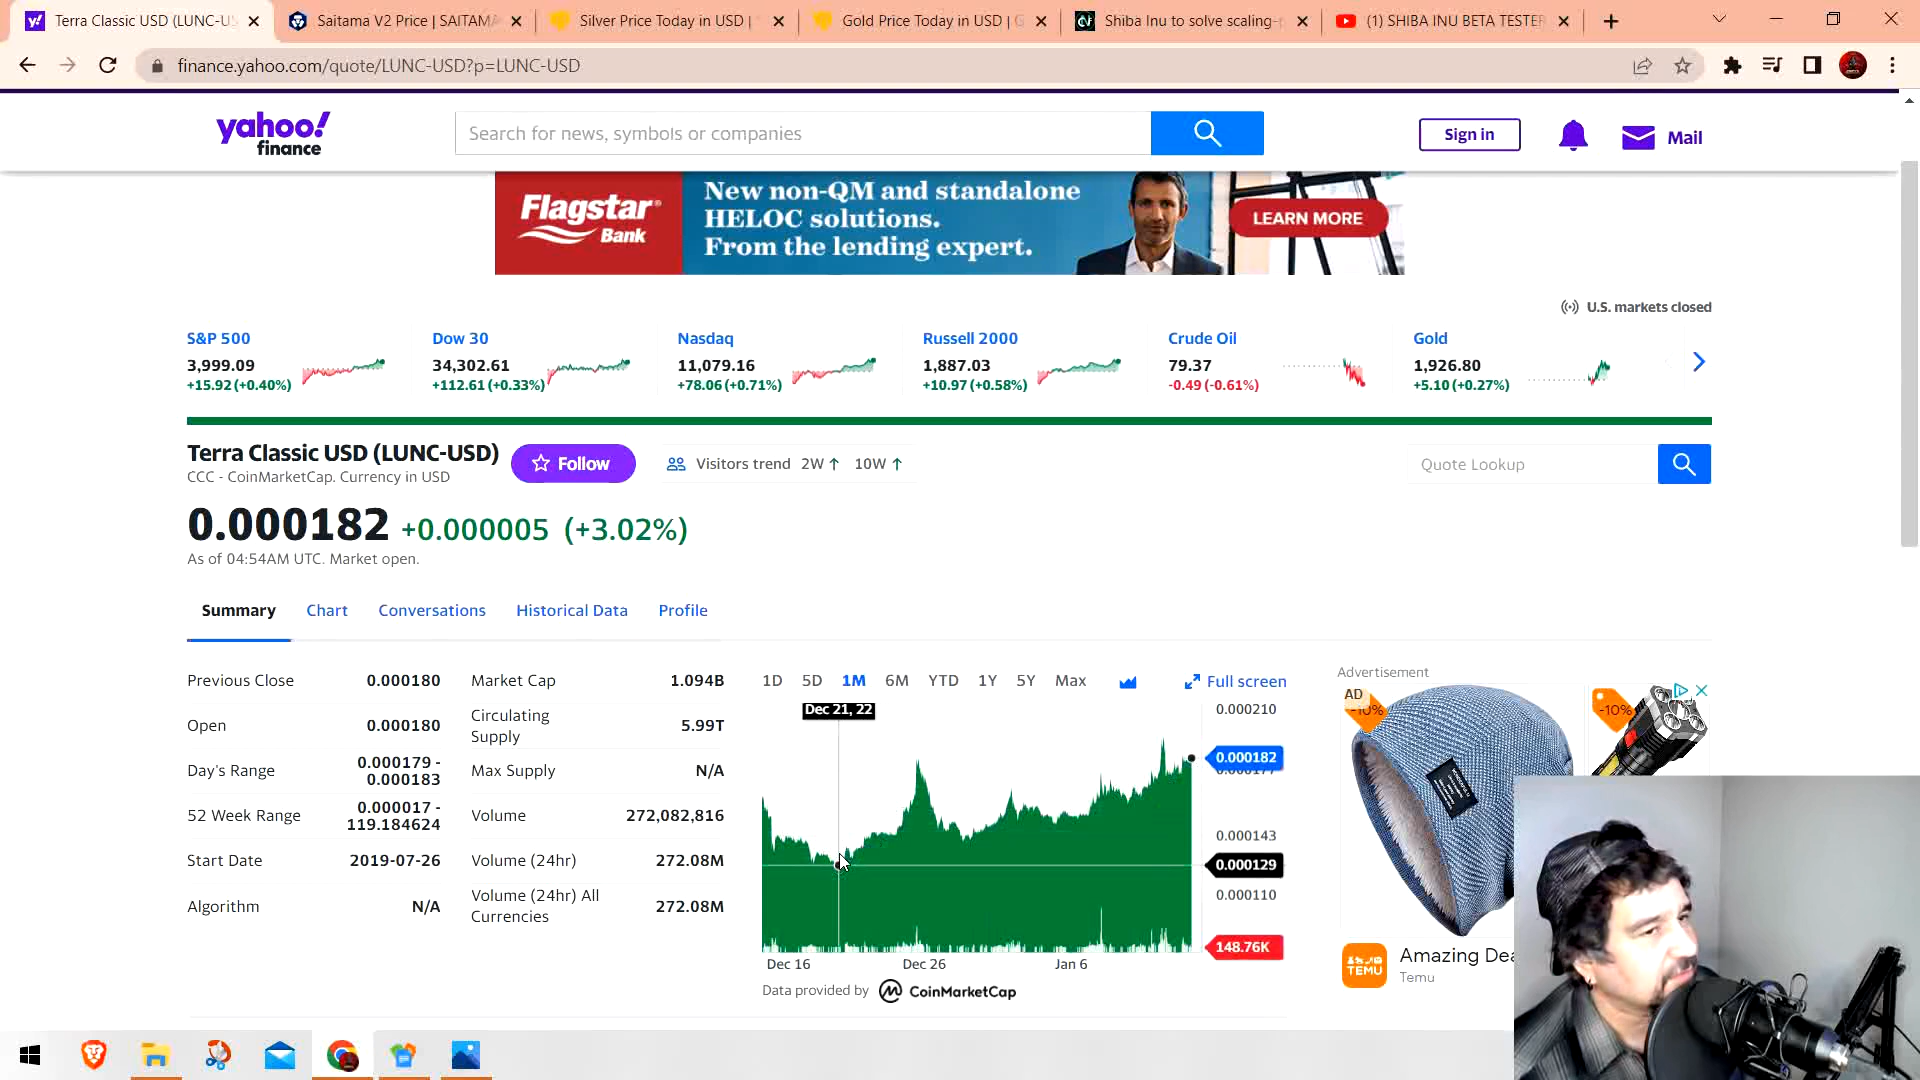 Terra Classic USD (LUNC-US
Saitama V2 Price | SAITAMA
Silver Price Today in USD |
Gold Price Today in USD | G
Shiba Inu to solve scaling-
(1) SHIBA INU BETA TESTER
finance.yahoo.com/quote/LUNC-USD?p=LUNC-USD
yahoo!
finance
Search for news, symbols or companies
Sign in
Mail
Flagstar
Bank
New non-QM and standalone
HELOC solutions.
From the lending expert.
LEARN MORE
U.S. markets closed
S&P 500
3,999.09
+15.92 (+0.40%)
Dow 30
34,302.61
+112.61 (+0.33%)
Nasdaq
11,079.16
+78.06 (+0.71%)
Russell 2000
1,887.03
+10.97 (+0.58%)
Crude Oil
79.37
-0.49 (-0.61%)
Gold
1,926.80
+5.10 (+0.27%)
Terra Classic USD (LUNC-USD)
CCC - CoinMarketCap. Currency in USD
Follow
Visitors trend 2W↑ 10W↑
Quote Lookup
0.000182 +0.000005 (+3.02%)
As of 04:54AM UTC. Market open.
Summary Chart Conversations Historical Data Profile
Previous Close 0.000180
Open 0.000180
Day's Range 0.000179 -
0.000183
52 Week Range 0.000017 -
119.184624
Start Date 2019-07-26
Algorithm N/A
Market Cap 1.094B
Circulating
Supply 5.99T
Max Supply N/A
Volume 272,082,816
Volume (24hr) 272.08M
Volume (24hr) All
Currencies 272.08M
1D 5D 1M 6M YTD 1Y 5Y Max
Full screen
Dec 21, 22
0.000210
0.000182
0.000177
0.000143
0.000129
0.000110
148.76K
Dec 16 Dec 26 Jan 6
Data provided by CoinMarketCap
Advertisement
AD
-10%
-10%
TEMU
Amazing Dea
Temu